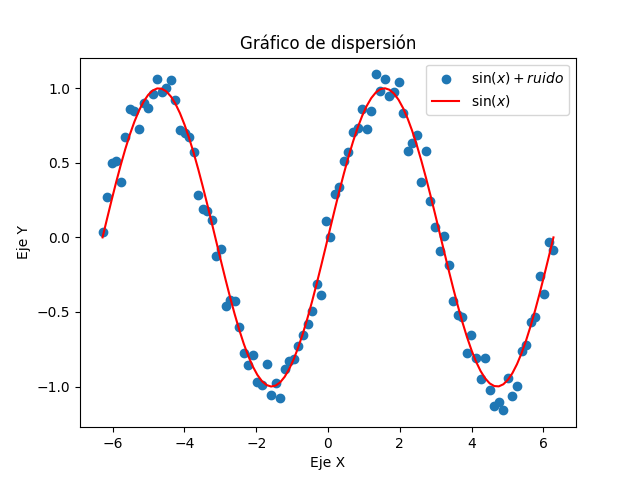 Gráfico de dispersión
sin(x) + ruido
sin(x)
1.0
0.5
0.0
−0.5
−1.0
Eje Y
−6 −4 −2 0 2 4 6
Eje X